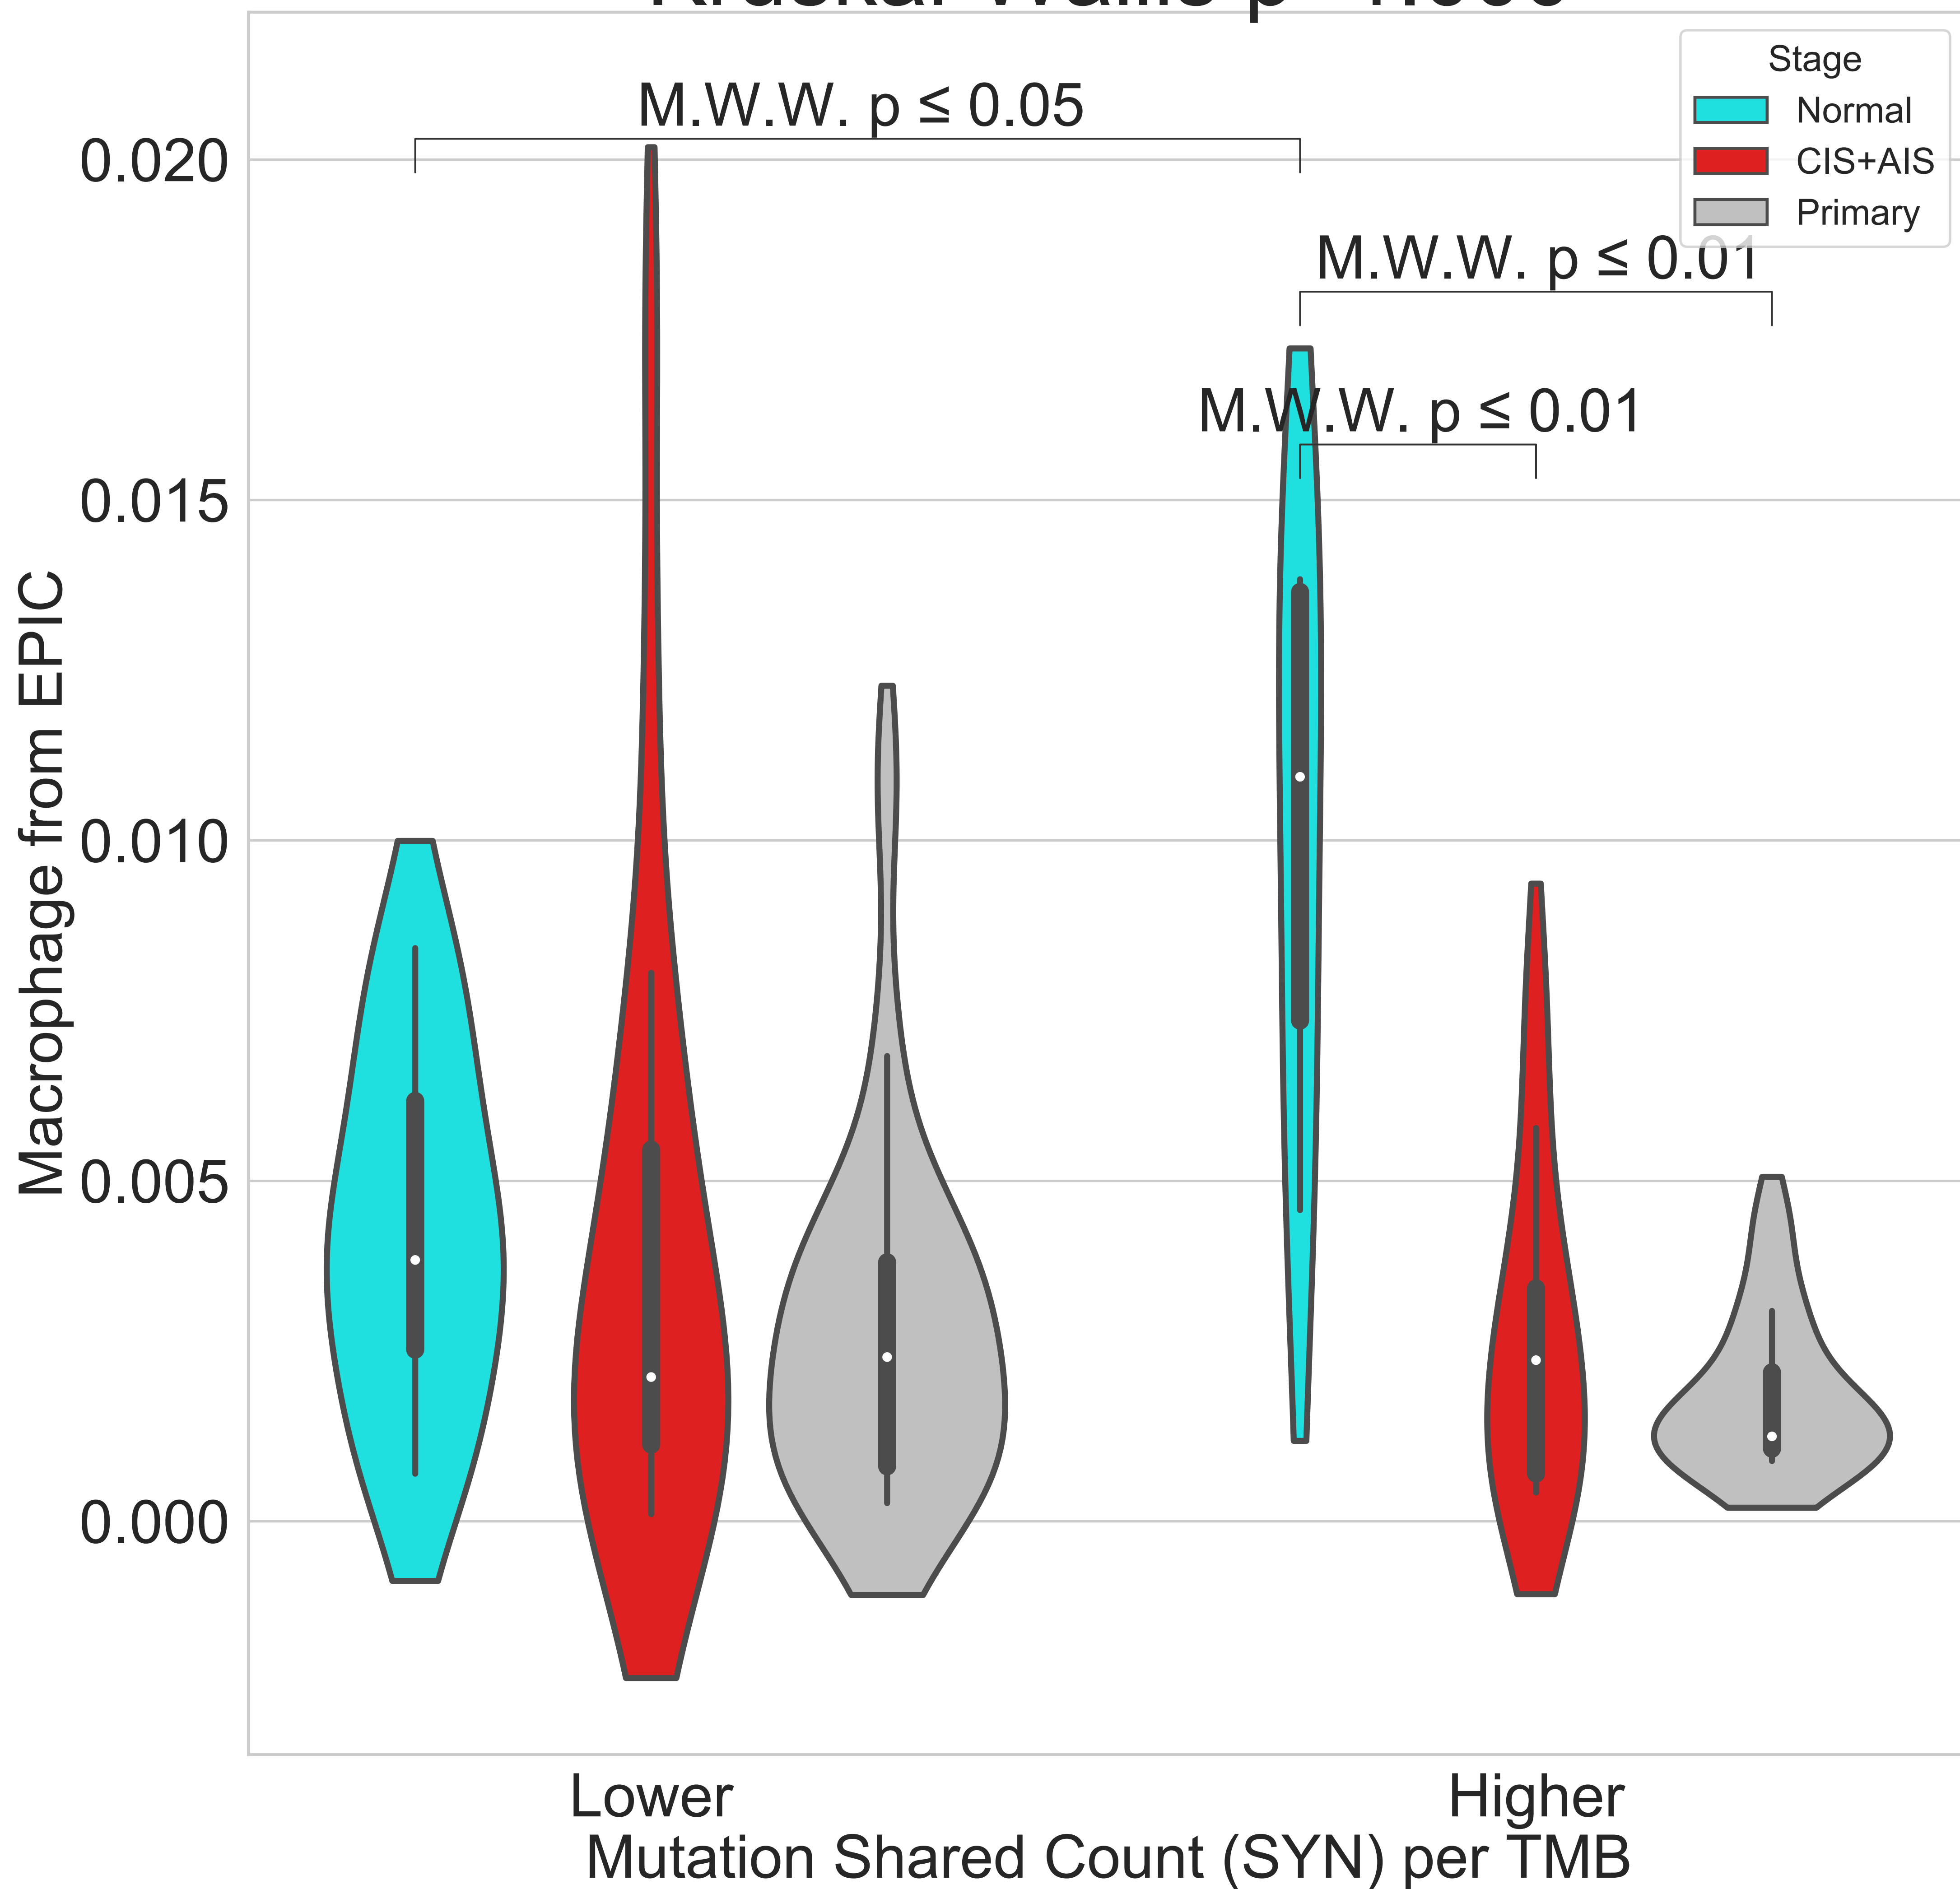 M.W.W. p ≤ 0.05
Stage
Normal
CIS+AIS
Primary
M.W.W. p ≤ 0.01
M.W.W. p ≤ 0.01
0.020
0.015
0.010
0.005
0.000
Macrophage from EPIC
Lower
Higher
Mutation Shared Count (SYN) per TMB